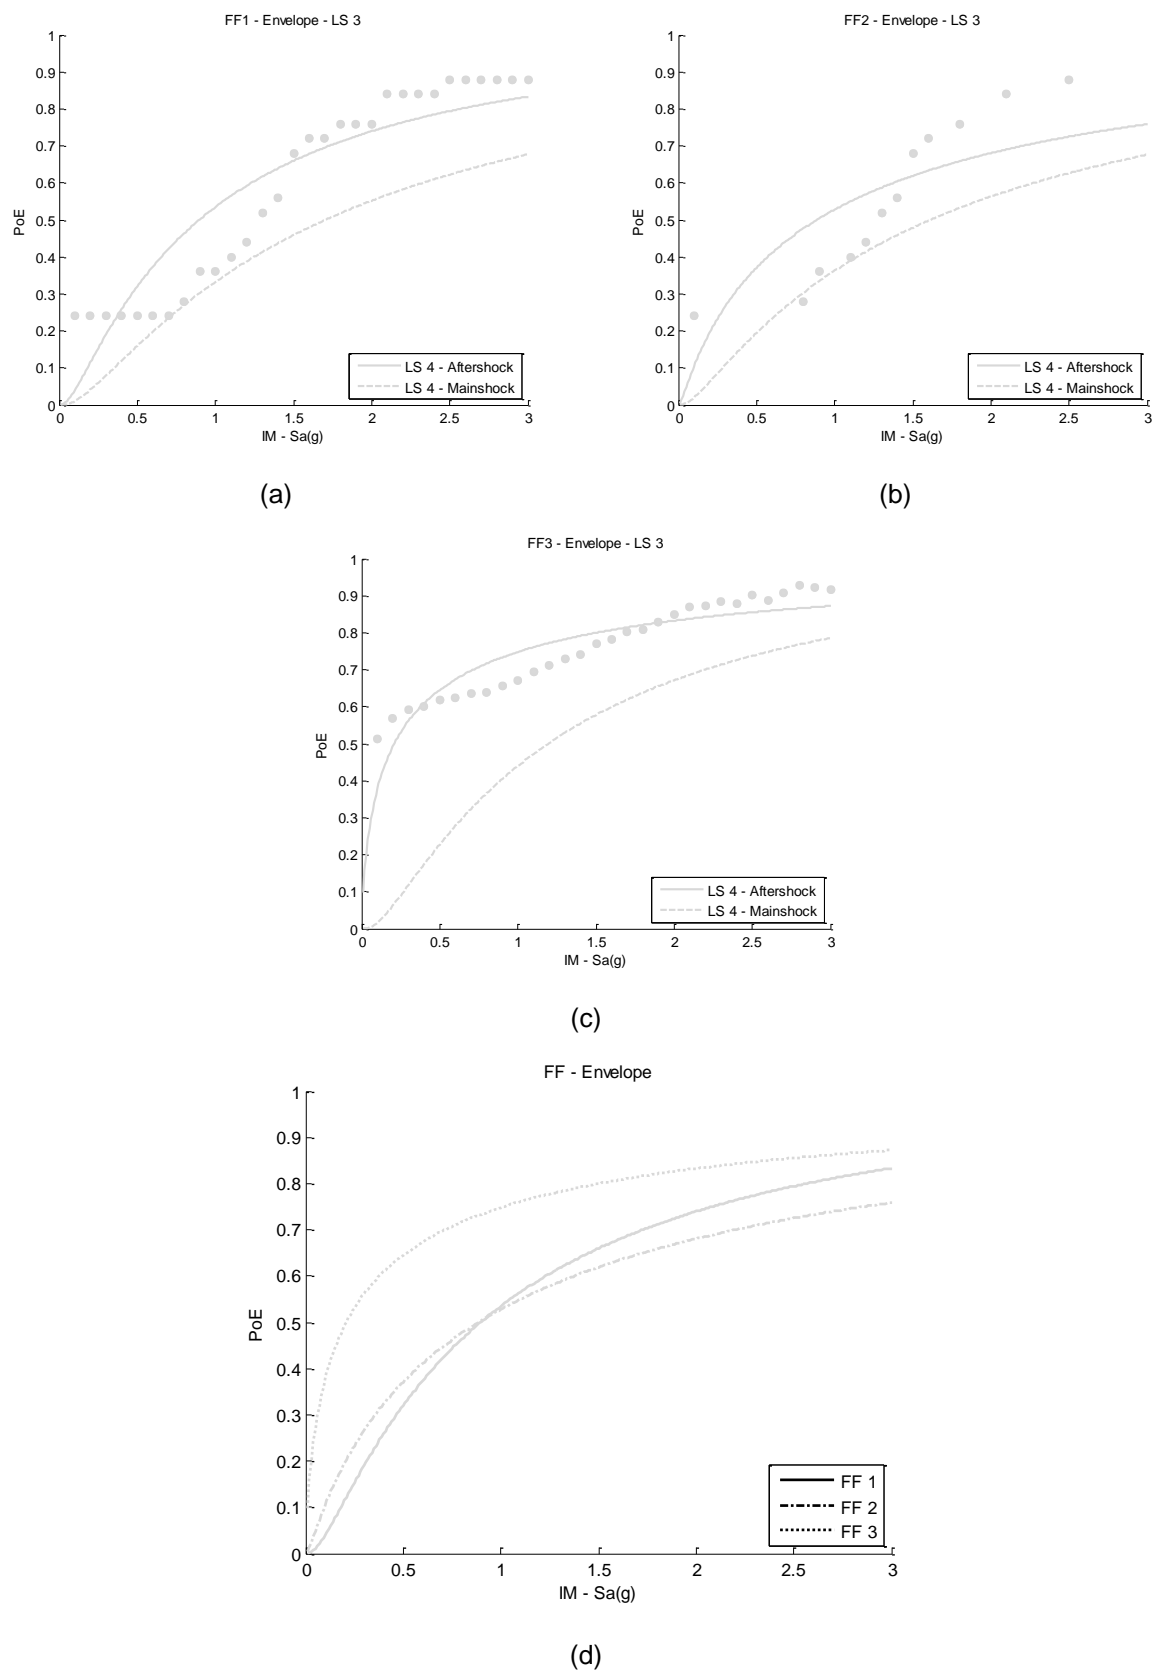 FF1 - Envelope - LS 3
1
0.9
0.8
0.7
0.6
0.5
0.4
0.3
0.2
0.1
0
PoE
0 0.5 1 1.5 2 2.5 3
IM - Sa(g)
LS 4 - Aftershock
LS 4 - Mainshock
(a)
FF2 - Envelope - LS 3
1
0.9
0.8
0.7
0.6
0.5
0.4
0.3
0.2
0.1
0
PoE
0 0.5 1 1.5 2 2.5 3
IM - Sa(g)
LS 4 - Aftershock
LS 4 - Mainshock
(b)
FF3 - Envelope - LS 3
1
0.9
0.8
0.7
0.6
0.5
0.4
0.3
0.2
0.1
0
PoE
0 0.5 1 1.5 2 2.5 3
IM - Sa(g)
LS 4 - Aftershock
LS 4 - Mainshock
(c)
FF - Envelope
1
0.9
0.8
0.7
0.6
0.5
0.4
0.3
0.2
0.1
0
PoE
0 0.5 1 1.5 2 2.5 3
IM - Sa(g)
FF 1
FF 2
FF 3
(d)